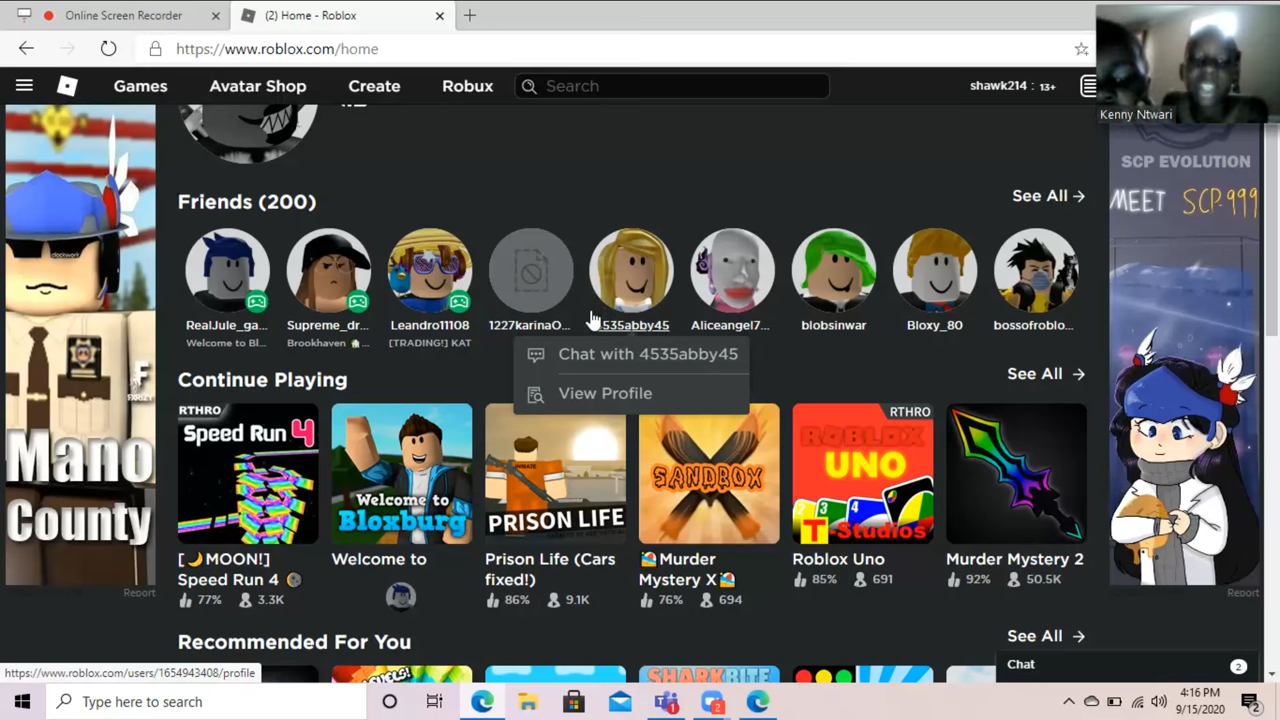 Online Screen Recorder
(2) Home - Roblox
https://www.roblox.com/home
Games
Avatar Shop
Create
Robux
Search
shawk214 : 13+
Kenny Ntwari
Friends (200)
See All →
RealJule_ga...
Supreme_dr...
Leandro11108
1227karinaO...
535abby45
Aliceangel7...
blobsinwar
Bloxy_80
bossofroblo...
Welcome to Bl...
Brookhaven
[TRADING!] KAT
Chat with 4535abby45
View Profile
Continue Playing
See All →
RTHRO
Speed Run 4
Welcome to
Bloxburg
PRISON LIFE
SANDBOX
RTHRO
ROBLOX
UNO
T-Studios
[🌙MOON!]
Speed Run 4
77% 3.3K
Welcome to
Prison Life (Cars
fixed!)
86% 9.1K
Murder
Mystery X
76% 694
Roblox Uno
85% 691
Murder Mystery 2
92% 50.5K
Recommended For You
See All →
SHARKBITE
clockwork
Mano
County
Report
SCP EVOLUTION
MEET SCP-999
Report
Chat
2
https://www.roblox.com/users/1654943408/profile
Type here to search
1
2
4:16 PM
9/15/2020
2